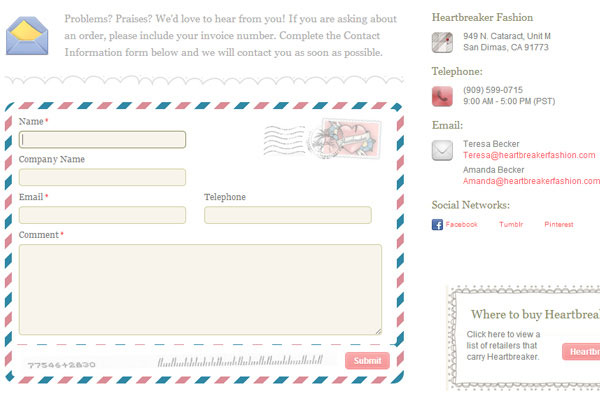 Problems? Praises? We'd love to hear from you! If you are asking about
an order, please include your invoice number. Complete the Contact
Information form below and we will contact you as soon as possible.
Name *
Company Name
Email *
Telephone
Comment *
77546+2830
Submit
Heartbreaker Fashion
949 N. Cataract, Unit M
San Dimas, CA 91773
Telephone:
(909) 599-0715
9:00 AM - 5:00 PM (PST)
Email:
Teresa Becker
Teresa@heartbreakerfashion.com
Amanda Becker
Amanda@heartbreakerfashion.com
Social Networks:
Facebook
Tumblr
Pinterest
Where to buy Heartbrea
Click here to view a
list of retailers that
carry Heartbreaker.
Heartb